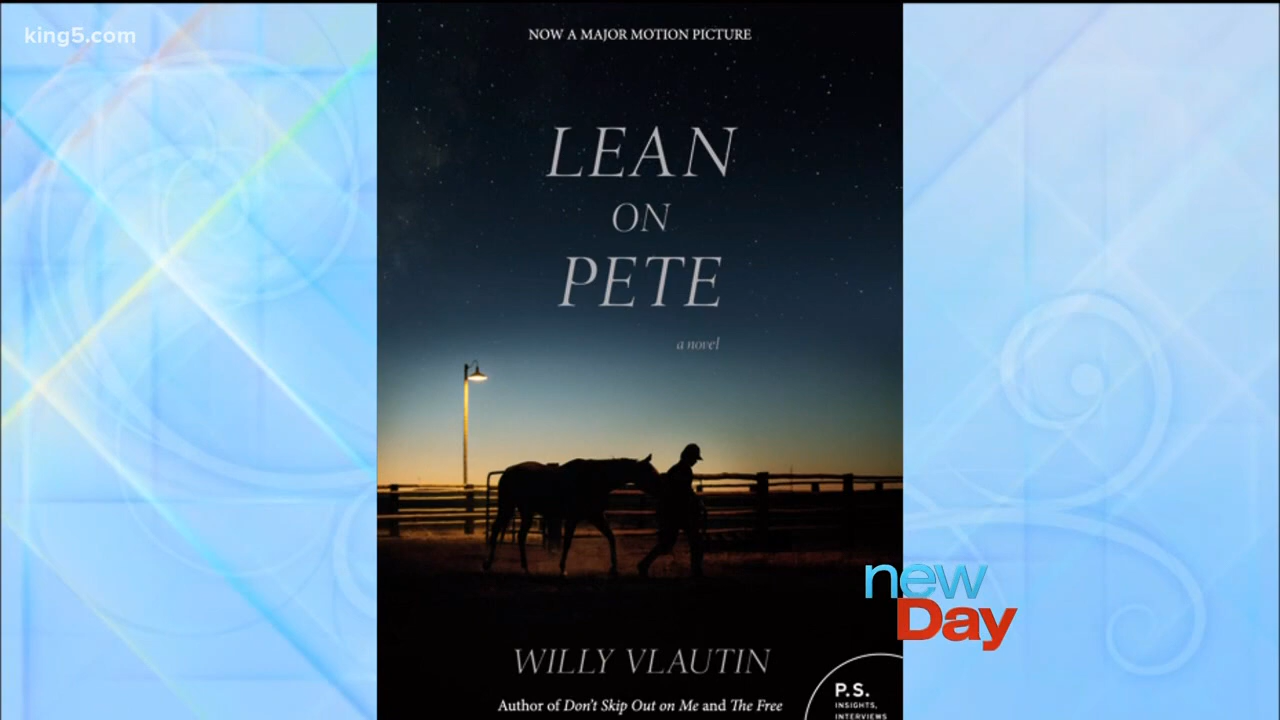 king5.com
NOW A MAJOR MOTION PICTURE
LEAN
ON
PETE
a novel
new
Day
WILLY VLAUTIN
Author of Don't Skip Out on Me and The Free
P.S.
INSIGHTS,
INTERVIEWS